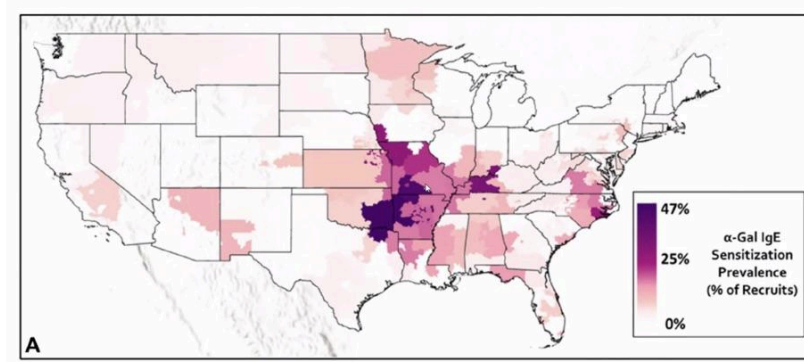 47%
25%
0%
α-Gal IgE
Sensitization
Prevalence
(% of Recruits)
A